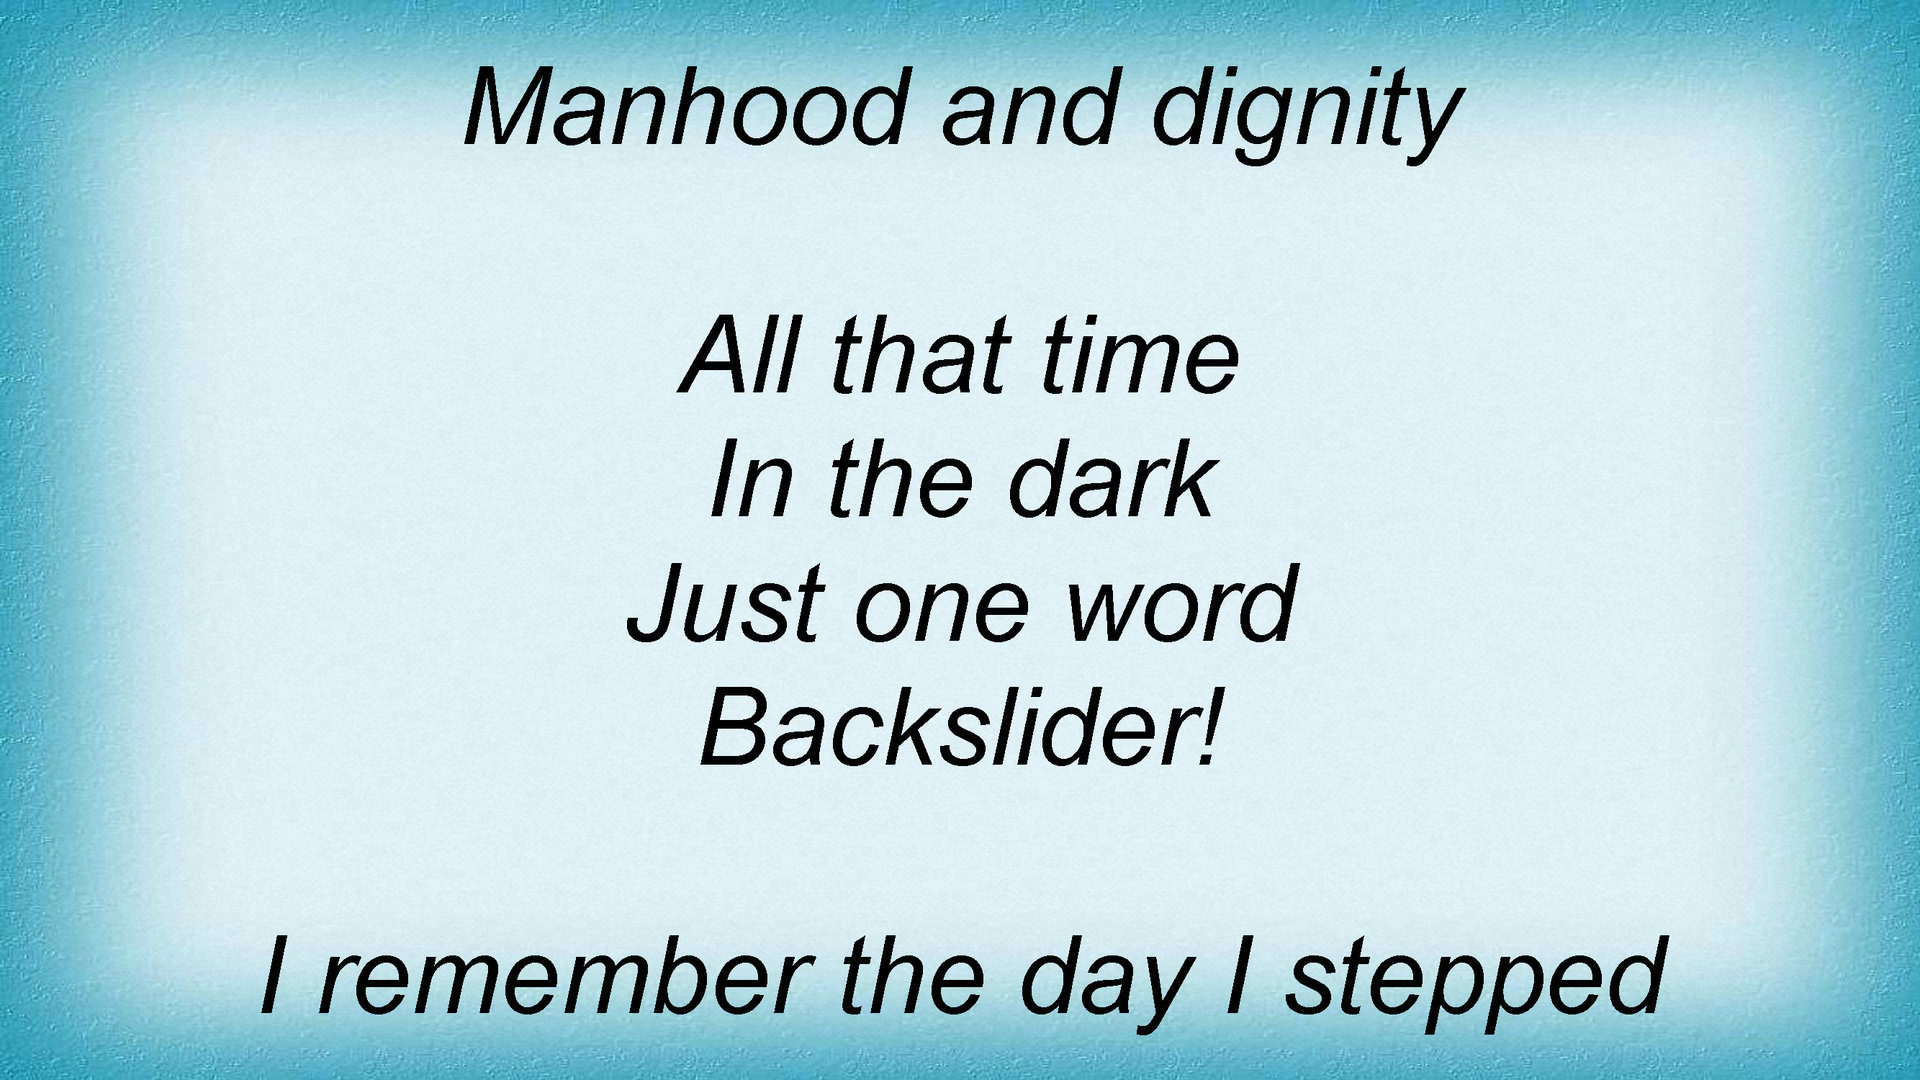 Manhood and dignity
All that time
In the dark
Just one word
Backslider!
I remember the day I stepped